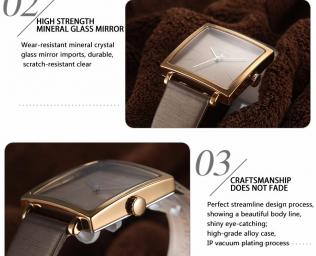 02
HIGH STRENGTH
MINERAL GLASS MIRROR
Wear-resistant mineral crystal
glass mirror imports, durable,
scratch-resistant clear
03
CRAFTSMANSHIP
DOES NOT FADE
Perfect streamline design process,
showing a beautiful body line,
shiny eye-catching;
high-grade alloy case,
IP vacuum plating process